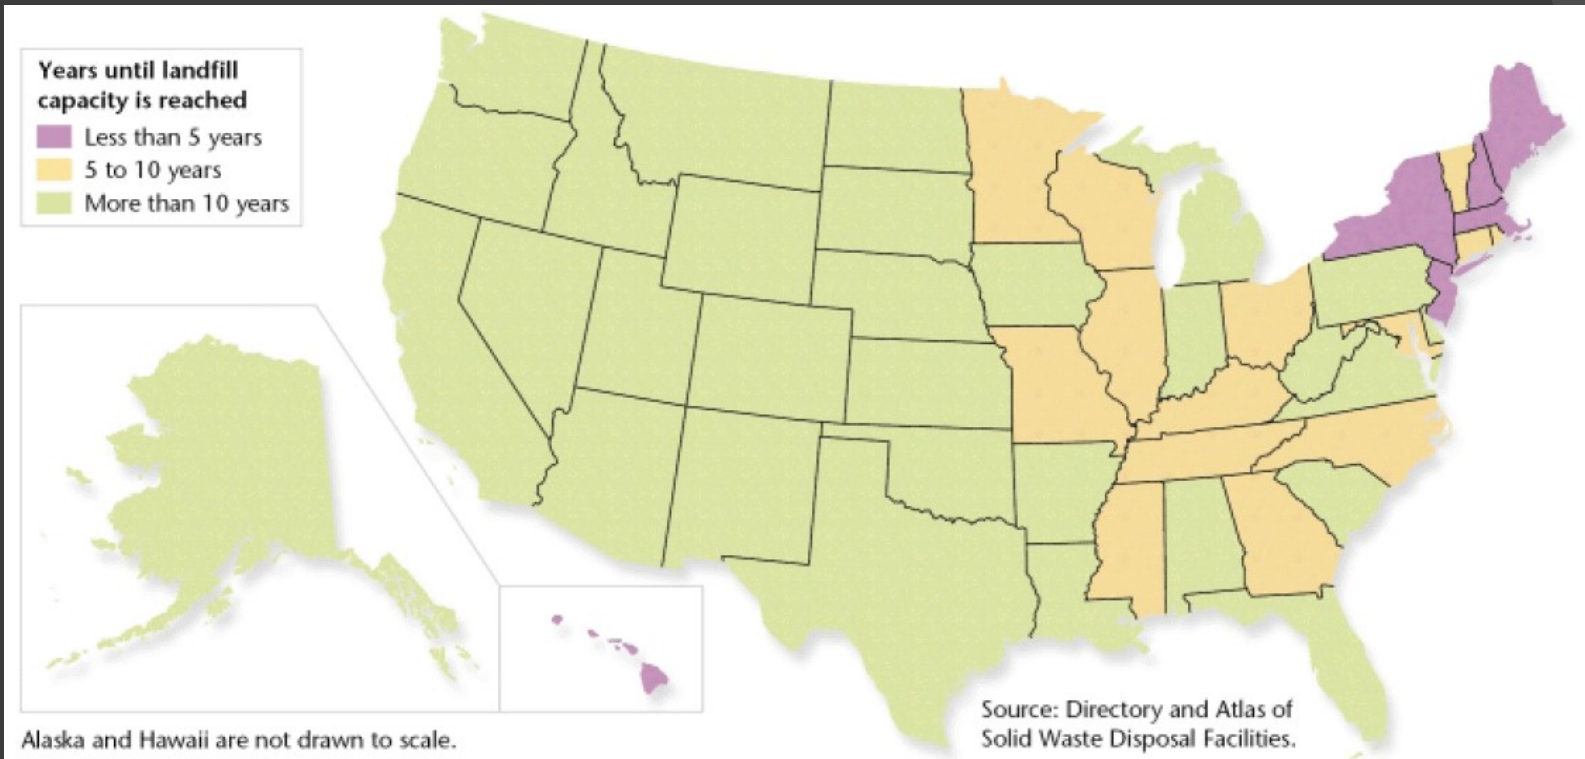 Years until landfill
capacity is reached
Less than 5 years
5 to 10 years
More than 10 years
Alaska and Hawaii are not drawn to scale.
Source: Directory and Atlas of
Solid Waste Disposal Facilities.